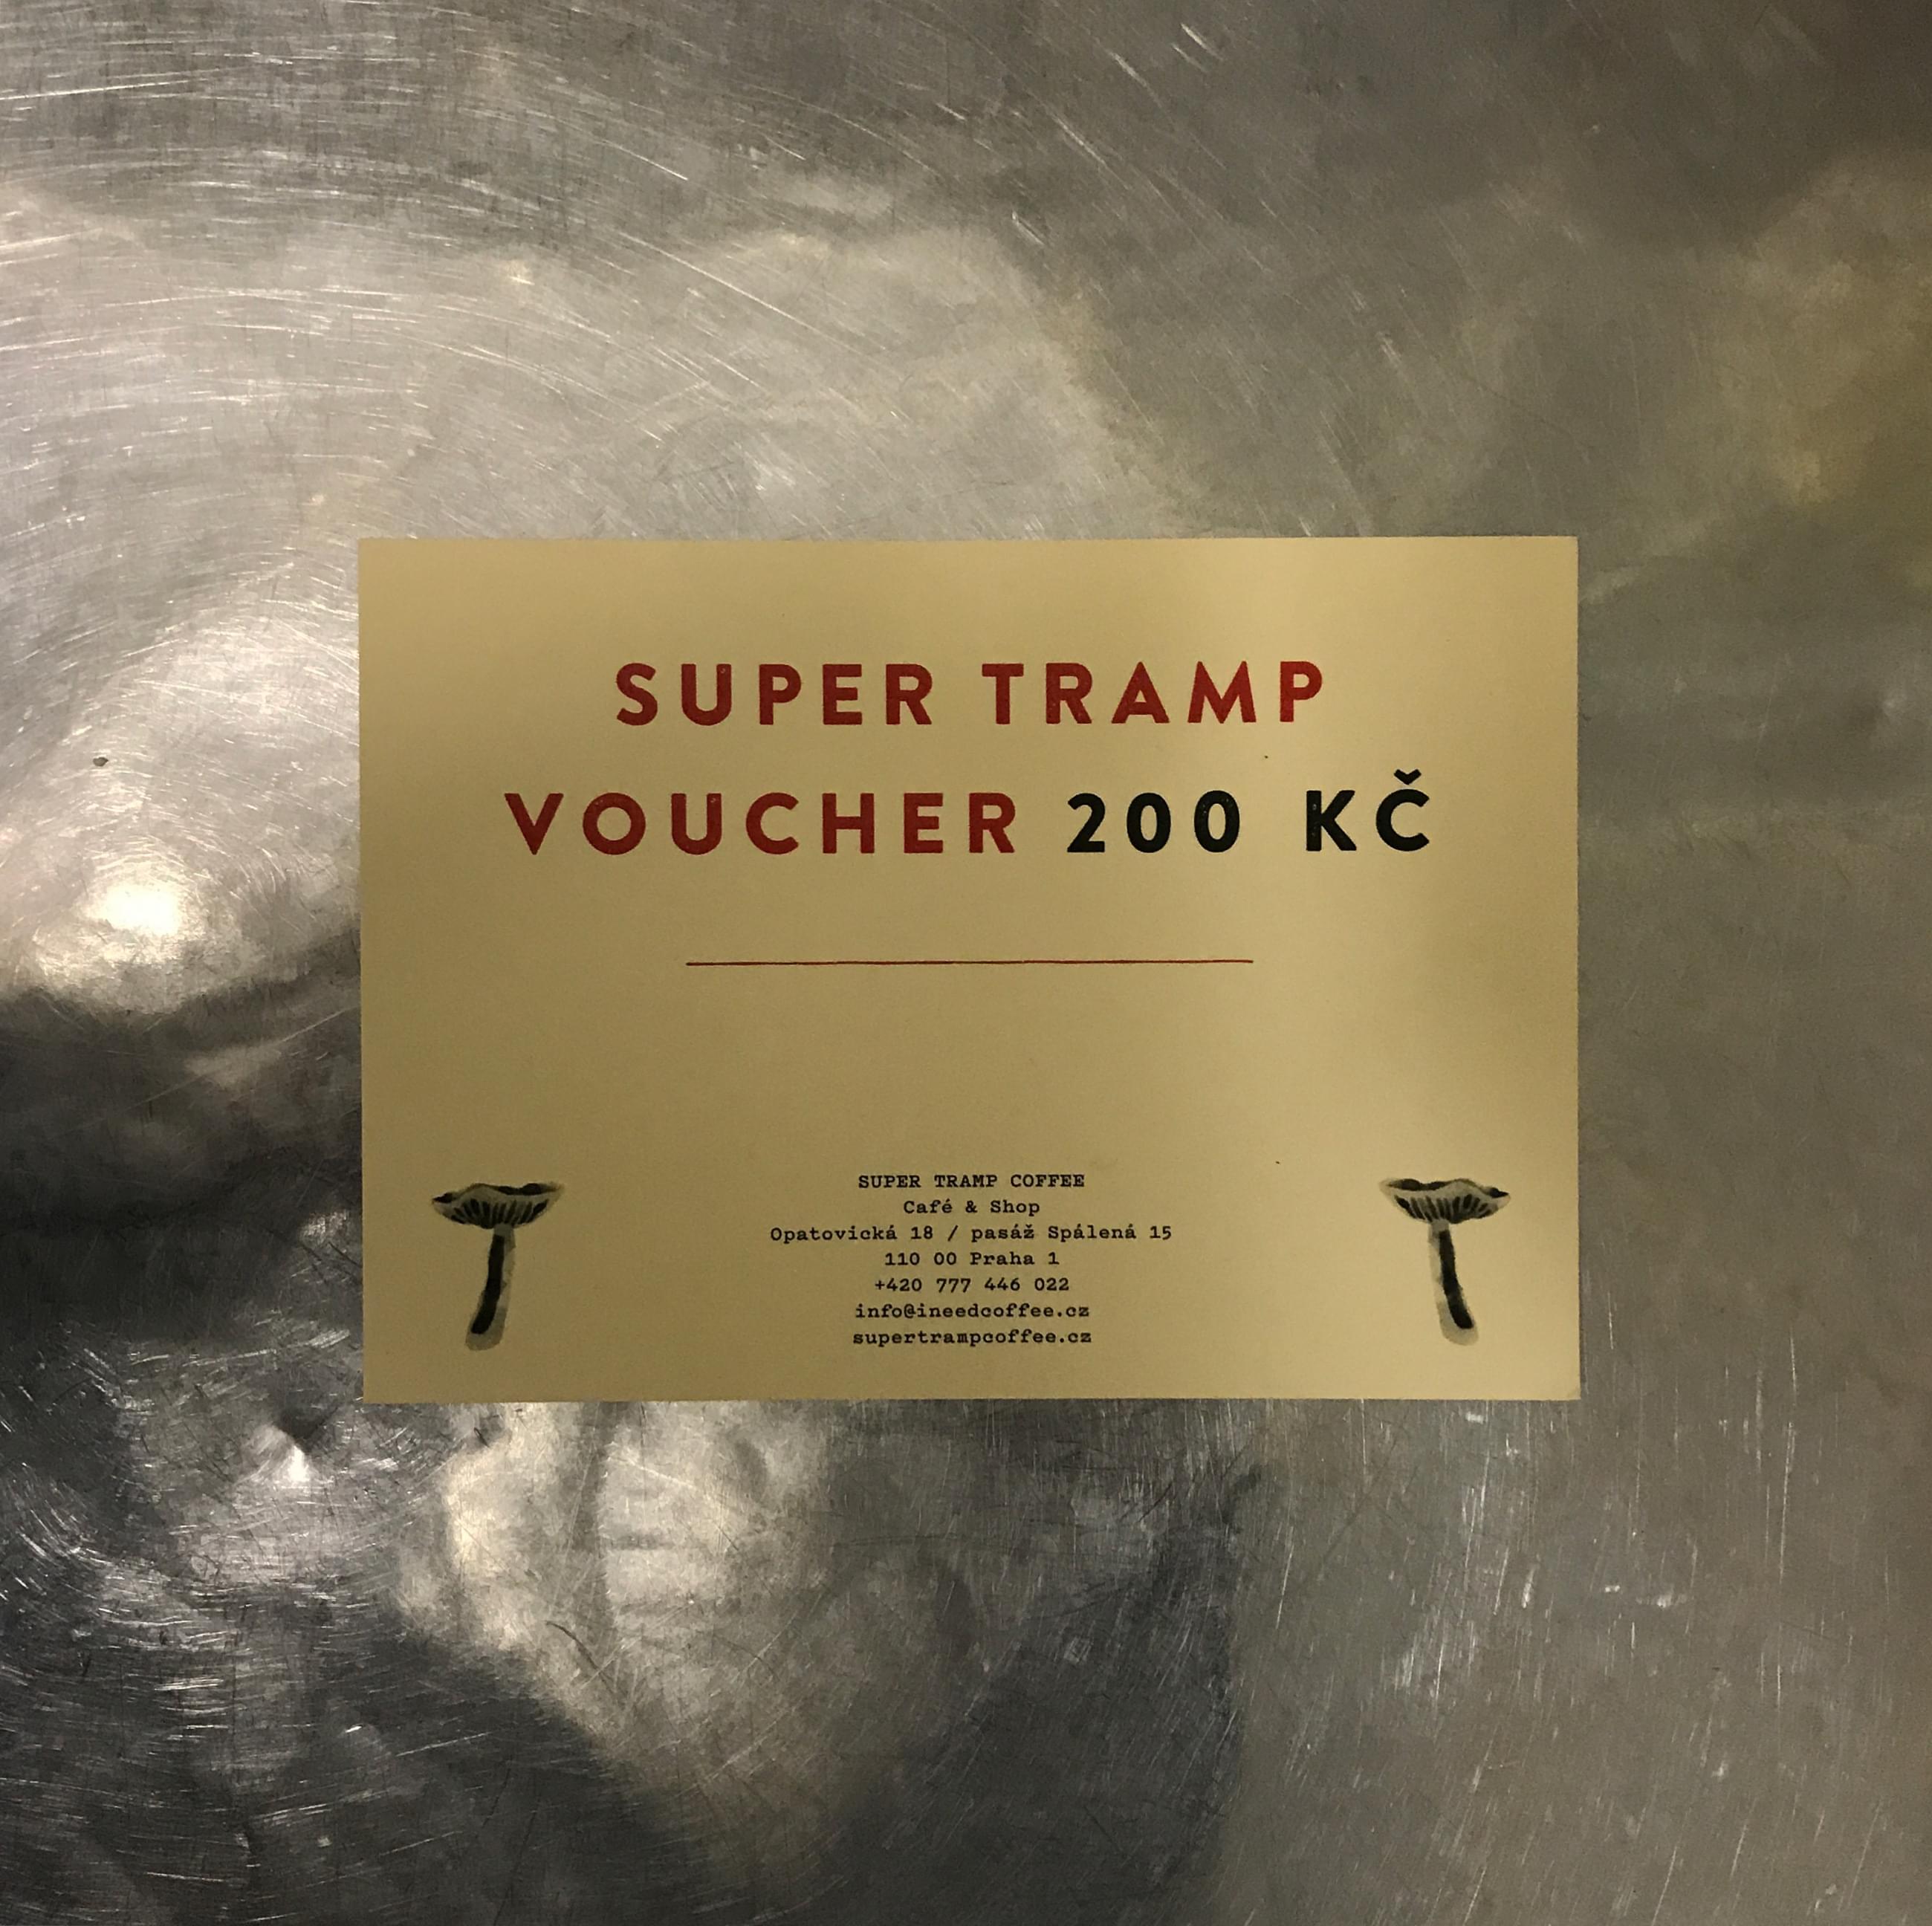 SUPER TRAMP
VOUCHER 200 KČ
SUPER TRAMP COFFEE
Café & Shop
Opatovická 18 / pasáž Spálená 15
110 00 Praha 1
+420 777 446 022
info@ineedcoffee.cz
supertrampcoffee.cz